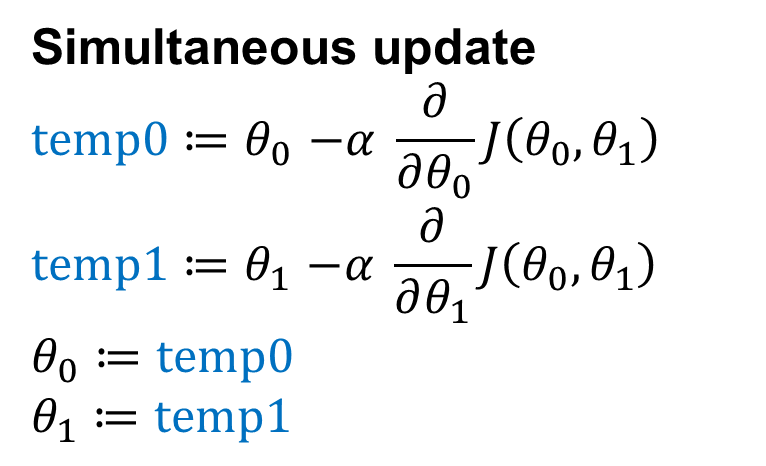 Simultaneous update
temp0 ≔ θ₀ −α ∂/∂θ₀ J(θ₀, θ₁)
temp1 ≔ θ₁ −α ∂/∂θ₁ J(θ₀, θ₁)
θ₀ ≔ temp0
θ₁ ≔ temp1